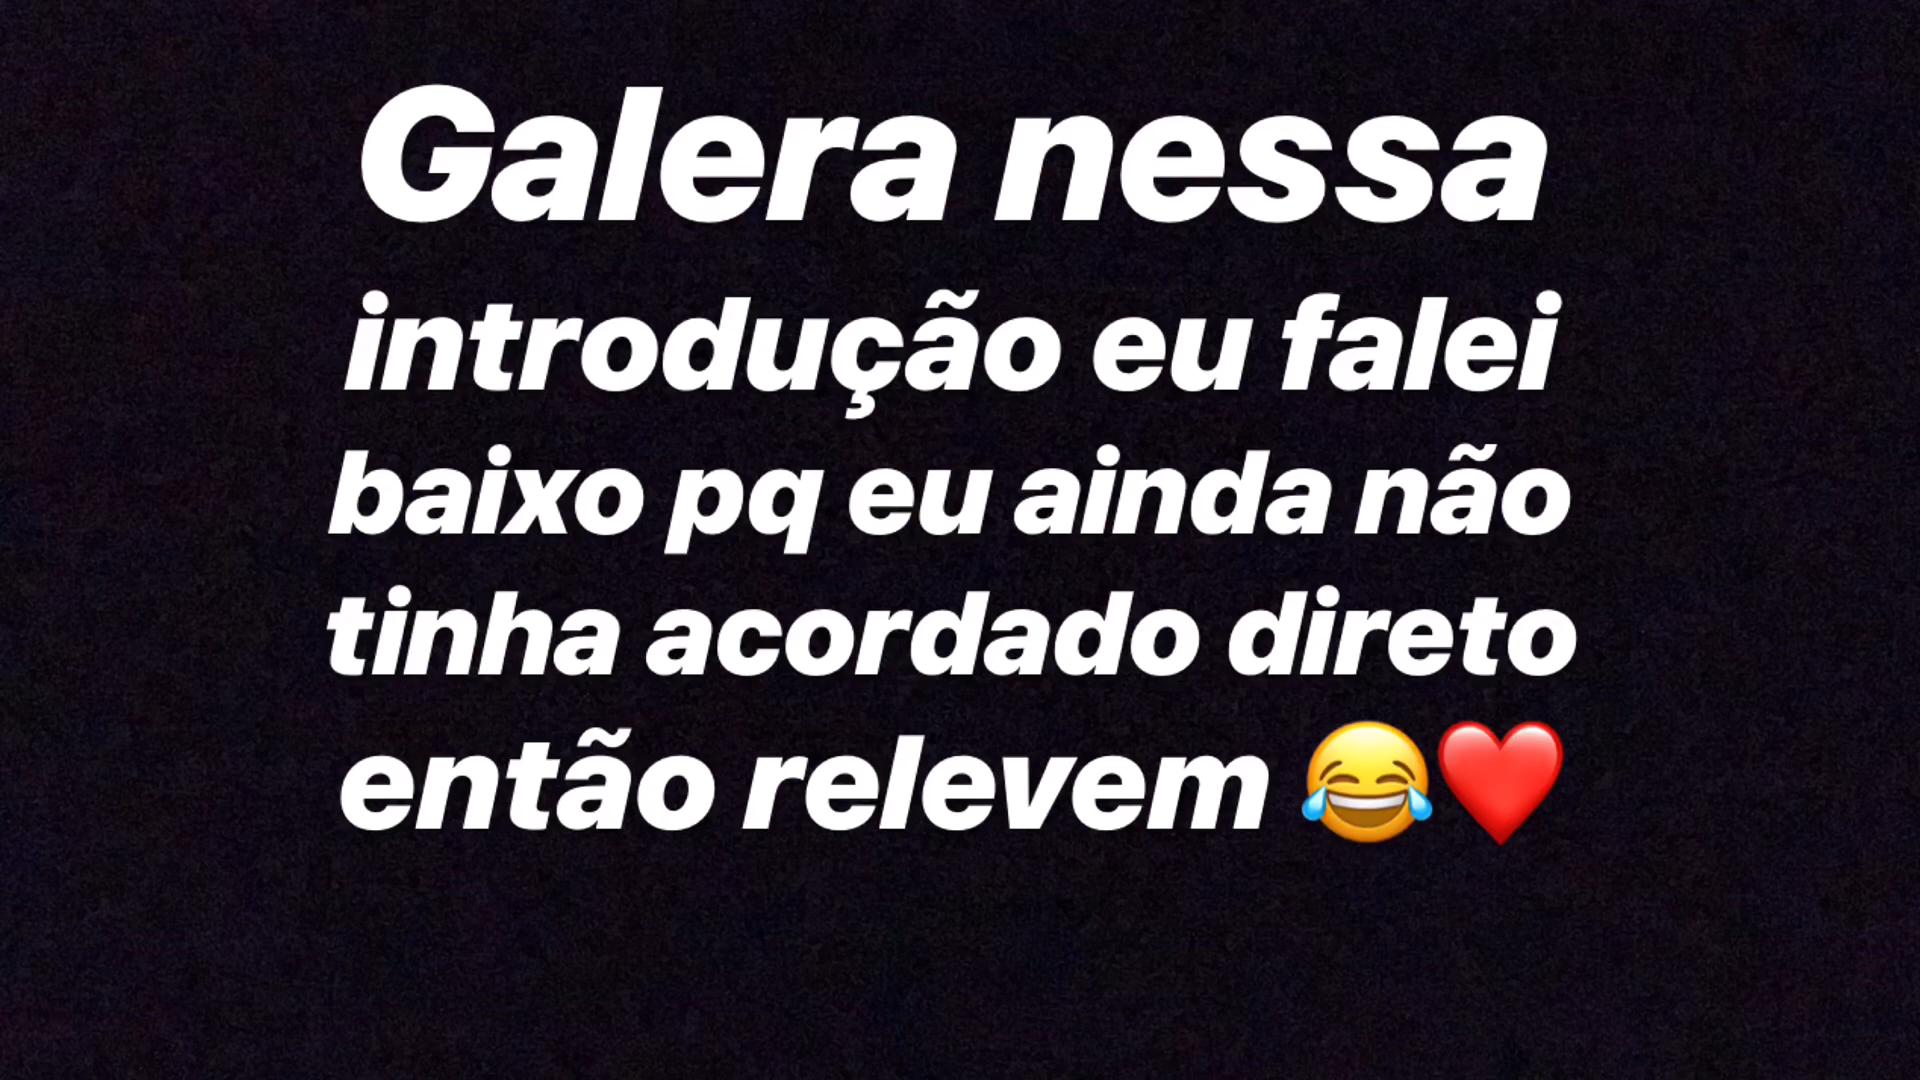 Galera nessa
introdução eu falei
baixo pq eu ainda não
tinha acordado direto
então relevem 😂❤️